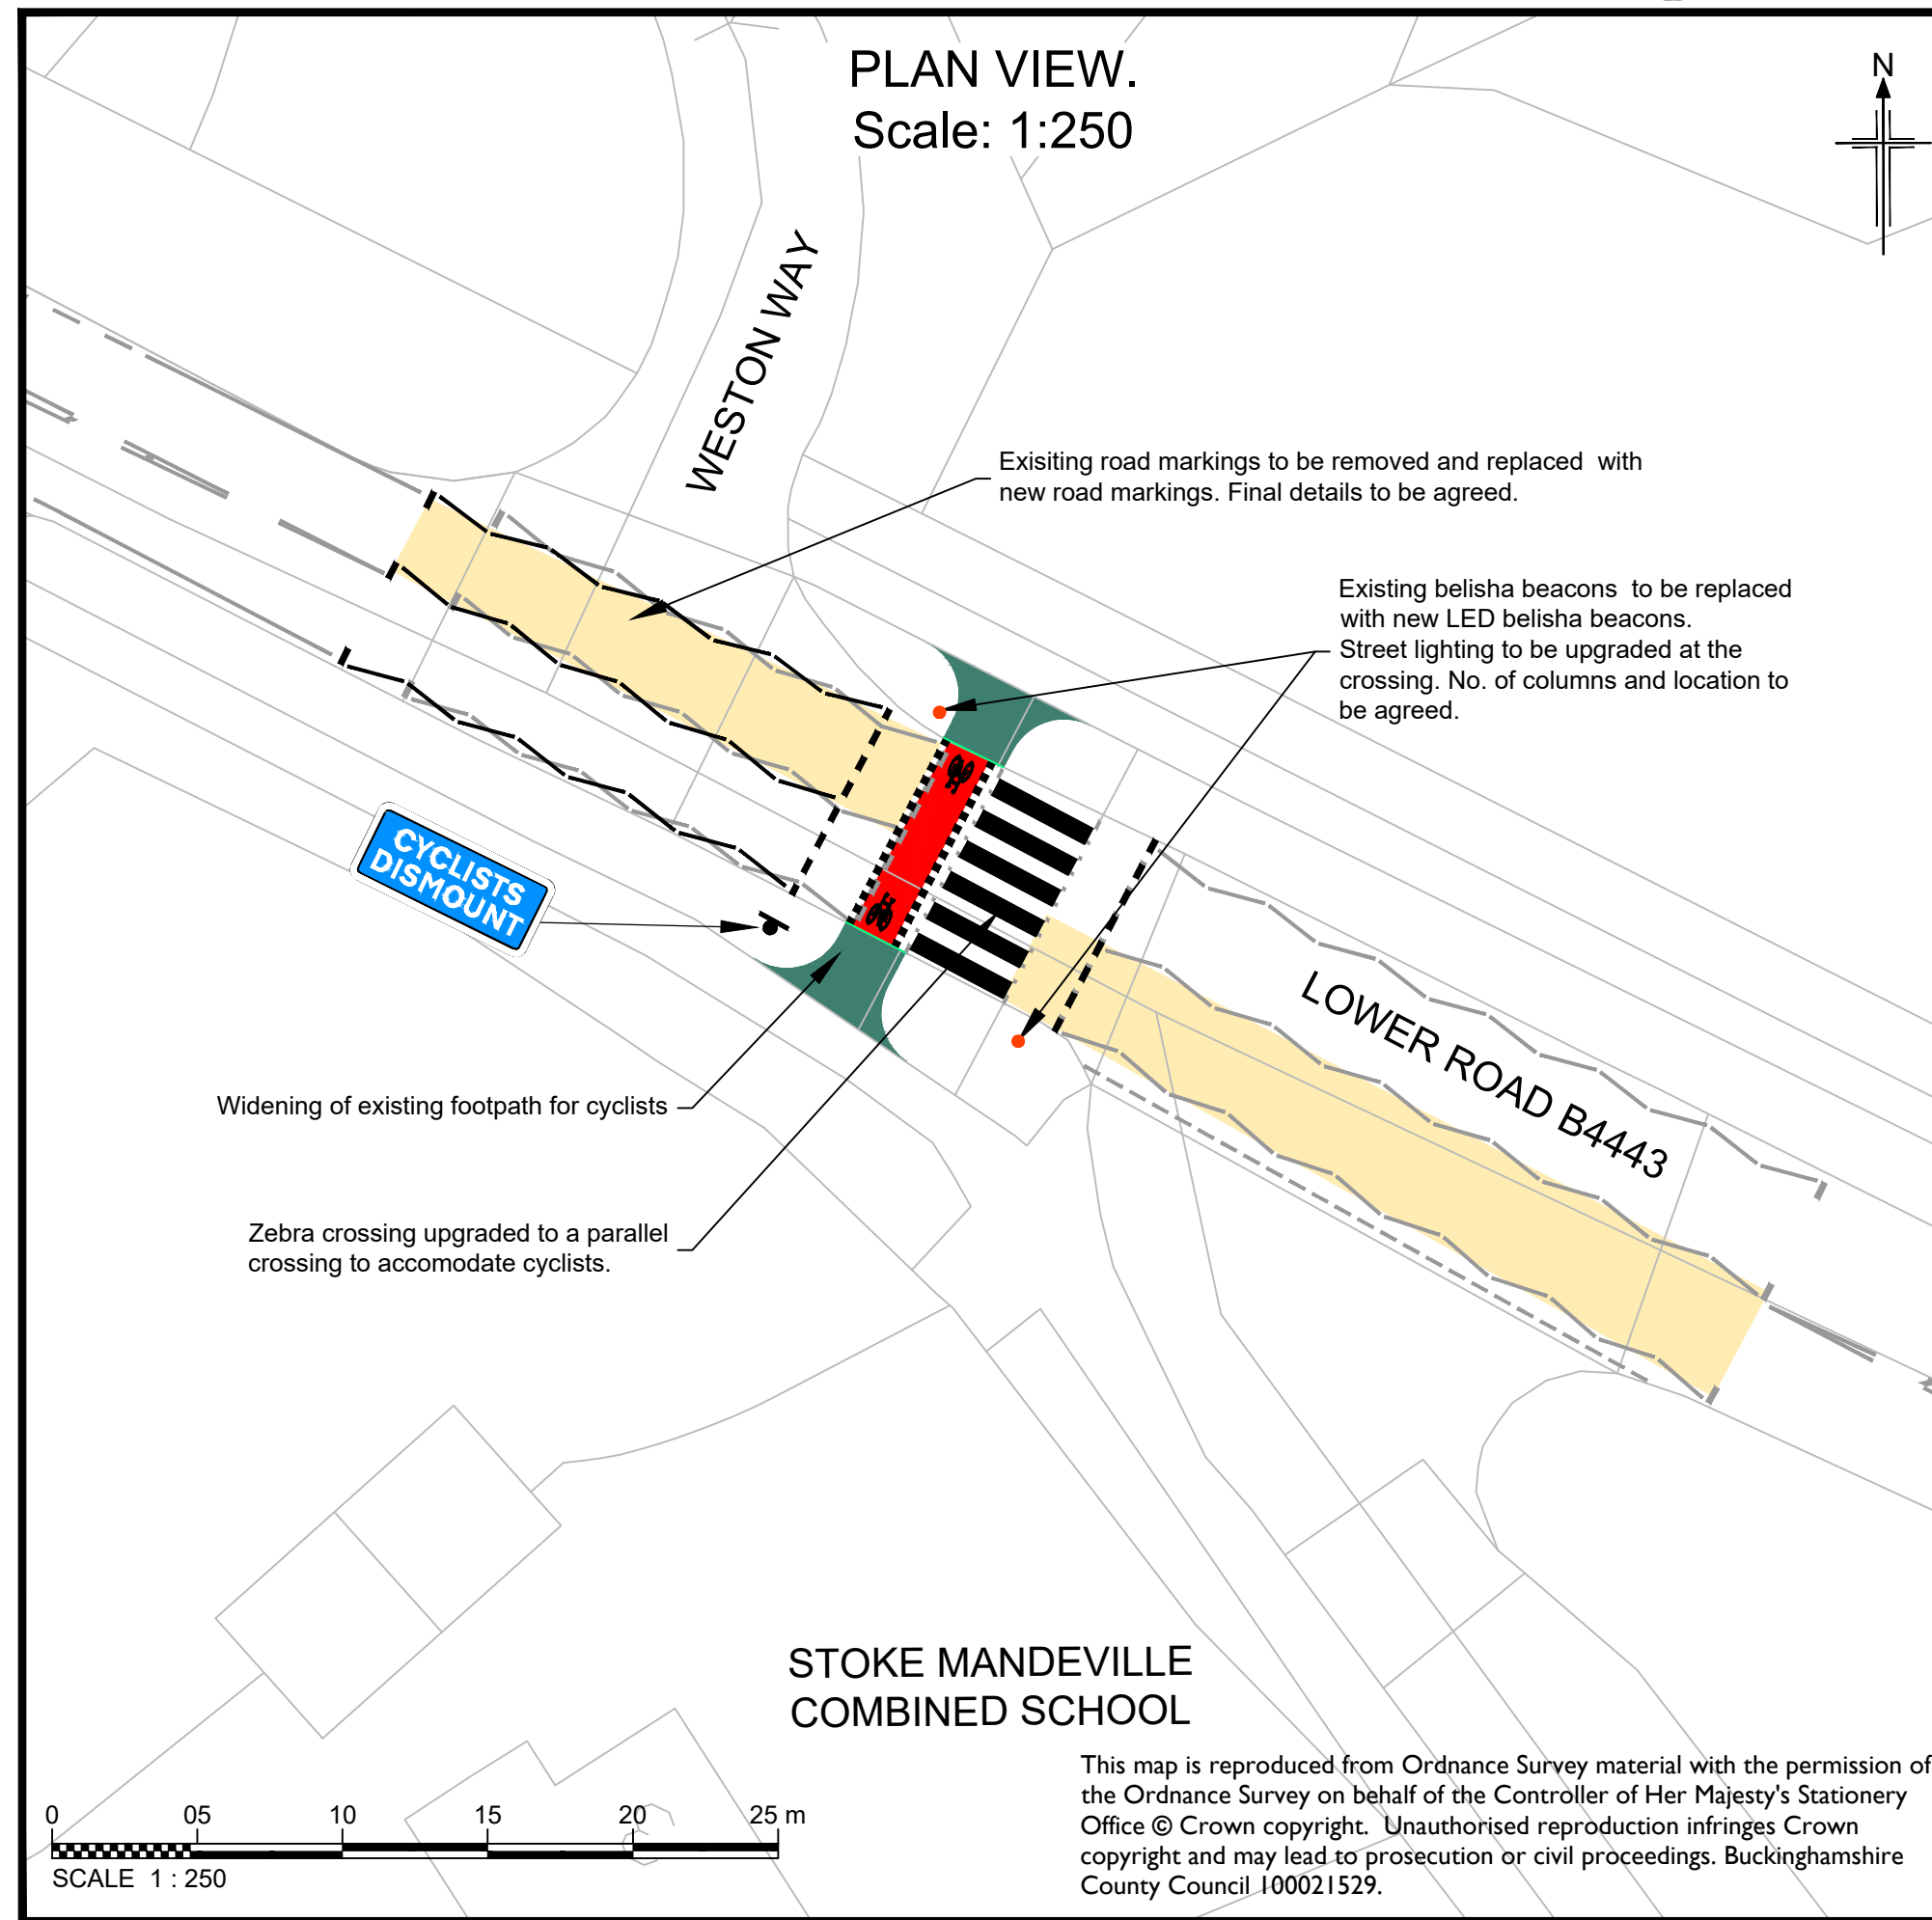 PLAN VIEW.
Scale: 1:250
N
WESTON WAY
Exisiting road markings to be removed and replaced with
new road markings. Final details to be agreed.
Existing belisha beacons to be replaced
with new LED belisha beacons.
Street lighting to be upgraded at the
crossing. No. of columns and location to
be agreed.
CYCLISTS
DISMOUNT
LOWER ROAD B4443
Widening of existing footpath for cyclists
Zebra crossing upgraded to a parallel
crossing to accomodate cyclists.
STOKE MANDEVILLE
COMBINED SCHOOL
This map is reproduced from Ordnance Survey material with the permission of
the Ordnance Survey on behalf of the Controller of Her Majesty's Stationery
Office © Crown copyright. Unauthorised reproduction infringes Crown
copyright and may lead to prosecution or civil proceedings. Buckinghamshire
County Council 100021529.
0 05 10 15 20 25 m
SCALE 1 : 250